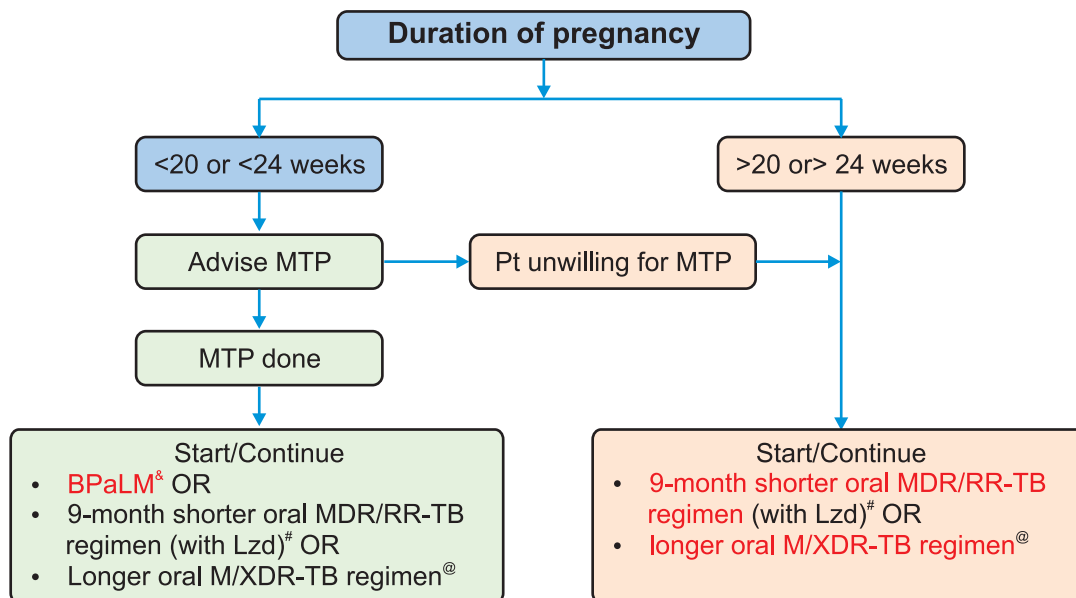 Duration of pregnancy
<20 or <24 weeks
>20 or> 24 weeks
Advise MTP
Pt unwilling for MTP
MTP done
Start/Continue
• BPaLM& OR
• 9-month shorter oral MDR/RR-TB
regimen (with Lzd)# OR
• Longer oral M/XDR-TB regimen@
Start/Continue
• 9-month shorter oral MDR/RR-TB
regimen (with Lzd)# OR
• longer oral M/XDR-TB regimen@